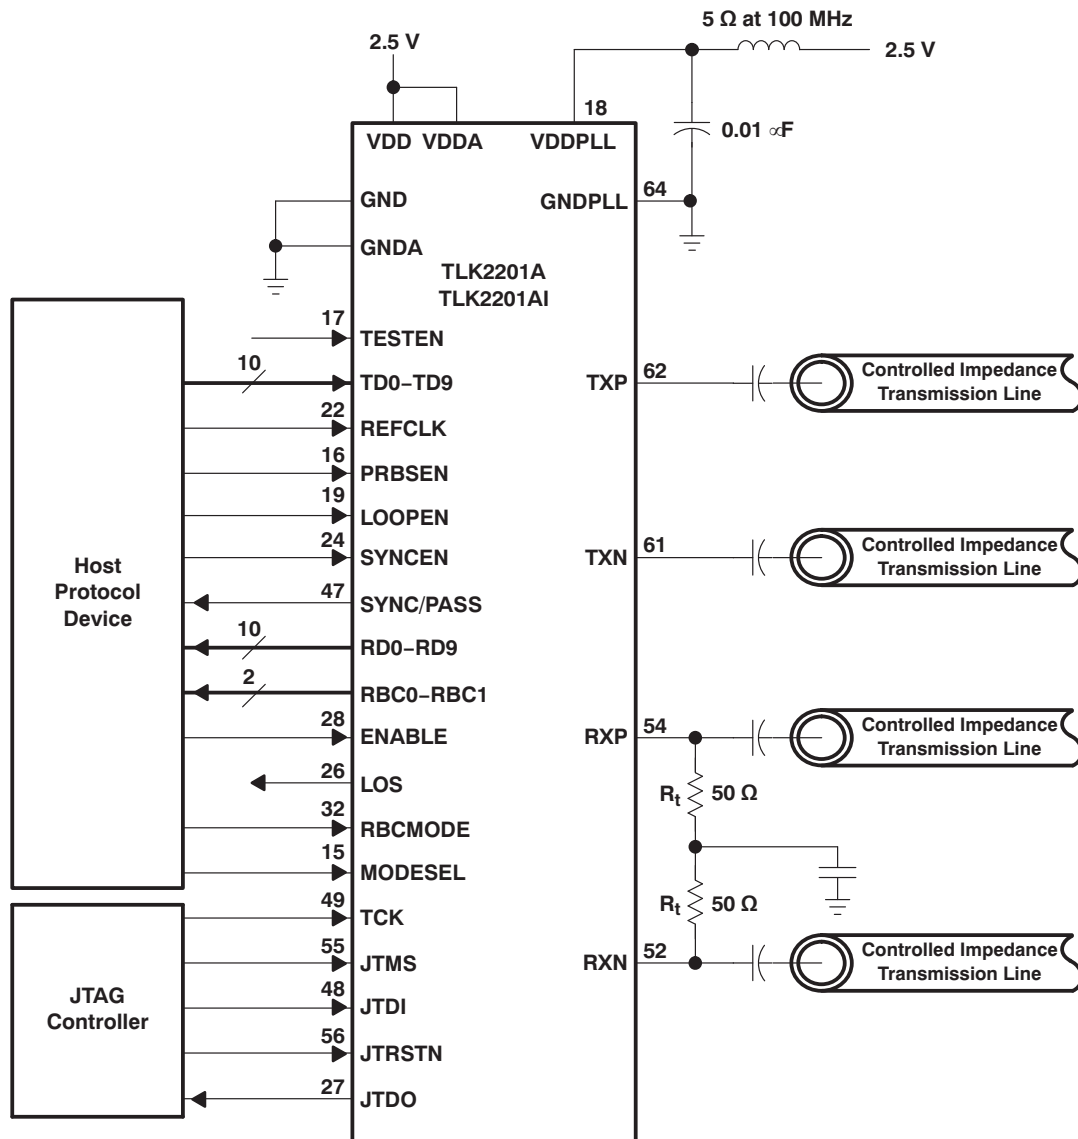 5 Ω at 100 MHz
2.5 V
2.5 V
18
0.01 ∝F
VDD
VDDA
VDDPLL
GND
GNDPLL
64
GNDA
TLK2201A
TLK2201AI
17
TESTEN
10
TD0−TD9
TXP
62
Controlled Impedance
Transmission Line
22
REFCLK
16
PRBSEN
19
LOOPEN
24
SYNCEN
TXN
61
Controlled Impedance
Transmission Line
Host
Protocol
Device
47
SYNC/PASS
10
RD0−RD9
2
RBC0−RBC1
28
ENABLE
RXP
54
Controlled Impedance
Transmission Line
26
LOS
Rt
50 Ω
32
RBCMODE
15
MODESEL
49
TCK
Rt
50 Ω
55
JTMS
RXN
52
Controlled Impedance
Transmission Line
JTAG
Controller
48
JTDI
56
JTRSTN
27
JTDO